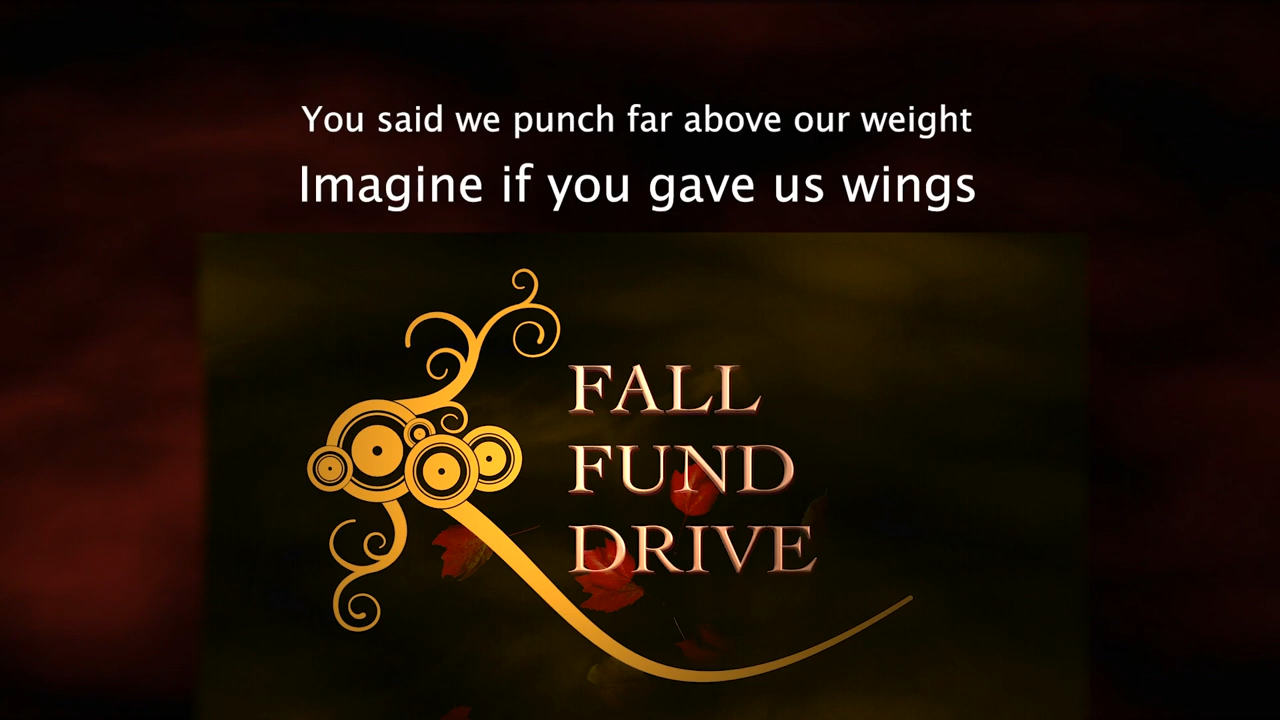 You said we punch far above our weight
Imagine if you gave us wings
FALL
FUND
DRIVE